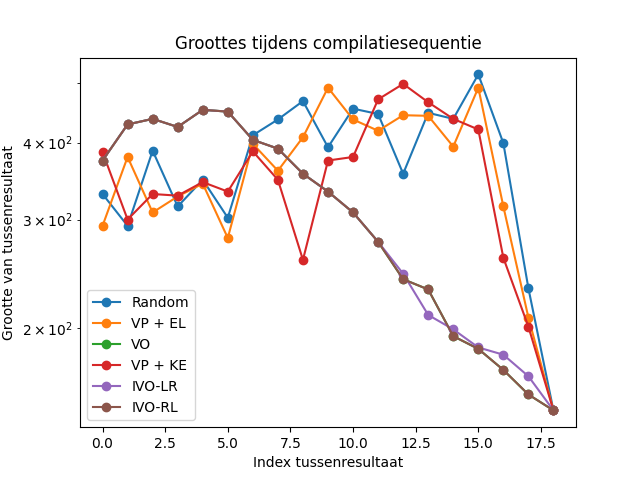 Groottes tijdens compilatiesequentie
Grootte van tussenresultaat
4 × 10²
3 × 10²
2 × 10²
Random
VP + EL
VO
VP + KE
IVO-LR
IVO-RL
0.0 2.5 5.0 7.5 10.0 12.5 15.0 17.5
Index tussenresultaat